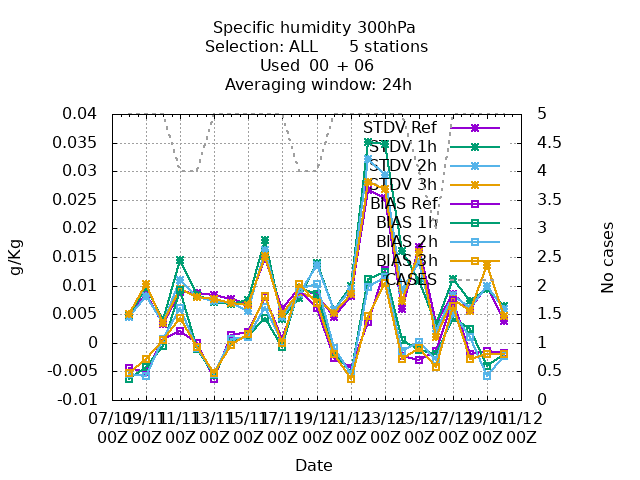 Specific humidity 300hPa
Selection: ALL 5 stations
Used 00 + 06
Averaging window: 24h
0.04 5
STDV Ref
0.035 4.5
STDV 1h
STDV 2h
0.03 4
STDV 3h
0.025 3.5
BIAS Ref
BIAS 1h
0.02 3
BIAS 2h
0.015 2.5
BIAS 3h
CASES
0.01 2
0.005 1.5
0 1
-0.005 0.5
-0.01 0
g/Kg
No cases
07/10 09/11 11/11 13/11 15/11 17/11 19/12 21/12 23/12 25/12 27/12 29/10 11/12
00Z 00Z 00Z 00Z 00Z 00Z 00Z 00Z 00Z 00Z 00Z 00Z 00Z
Date